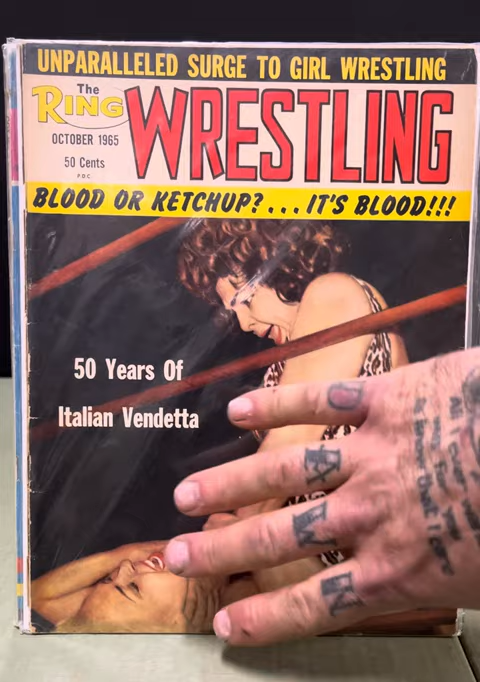 UNPARALLELED SURGE TO GIRL WRESTLING
The
RING
WRESTLING
OCTOBER 1965
50 Cents
P.D.C.
BLOOD OR KETCHUP?...IT'S BLOOD!!!
50 Years Of
Italian Vendetta